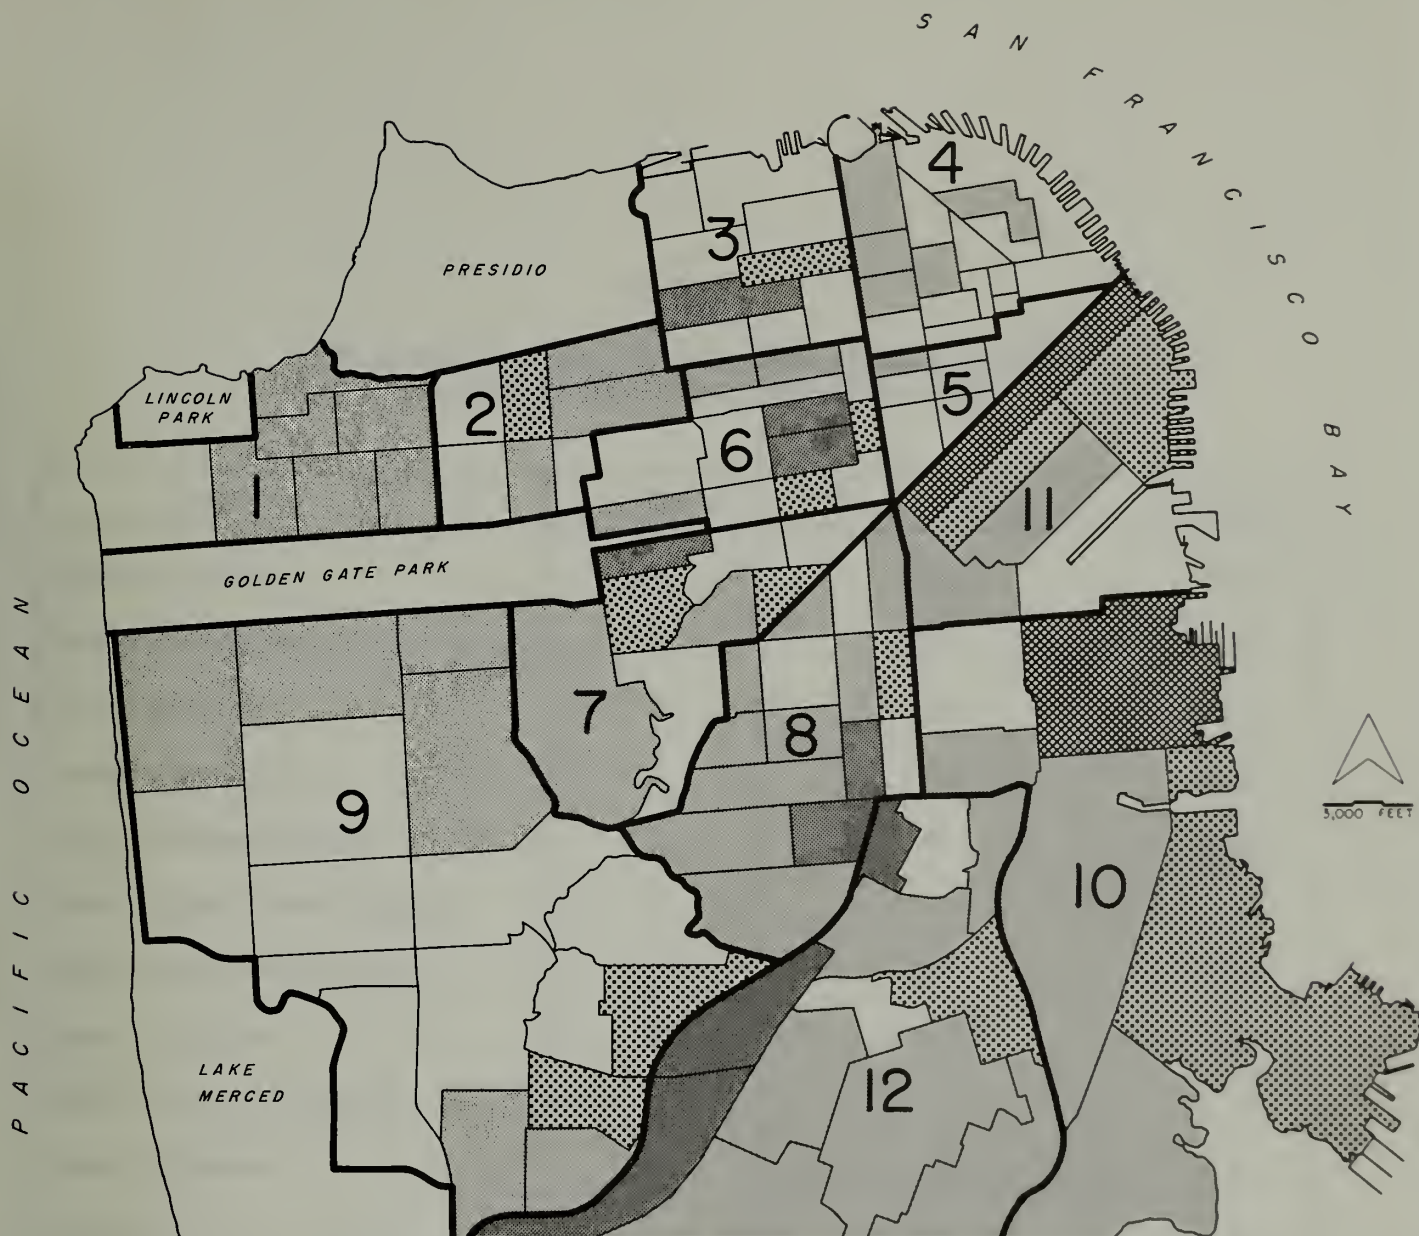 SAN FRANCISCO BAY
4
3
PRESIDIO
LINCOLN
PARK
2
5
6
1
11
GOLDEN GATE PARK
PACIFIC OCEAN
7
8
9
3,000 FEET
10
LAKE
MERCED
12